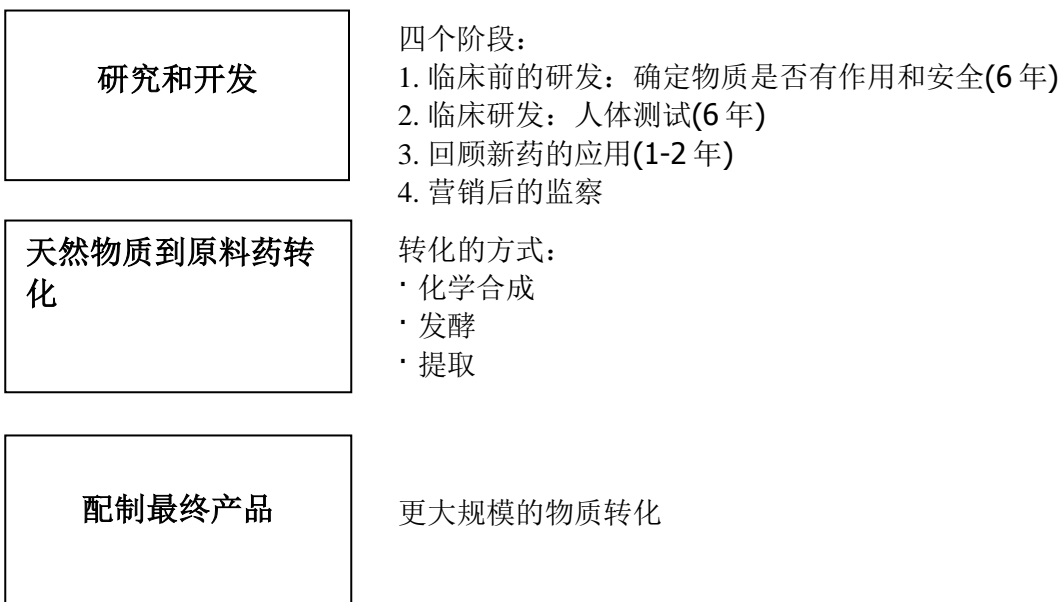 研究和开发
四个阶段：
1. 临床前的研发：确定物质是否有作用和安全(6 年)
2. 临床研发：人体测试(6 年)
3. 回顾新药的应用(1-2 年)
4. 营销后的监察
天然物质到原料药转
化
转化的方式：
· 化学合成
· 发酵
· 提取
配制最终产品
更大规模的物质转化